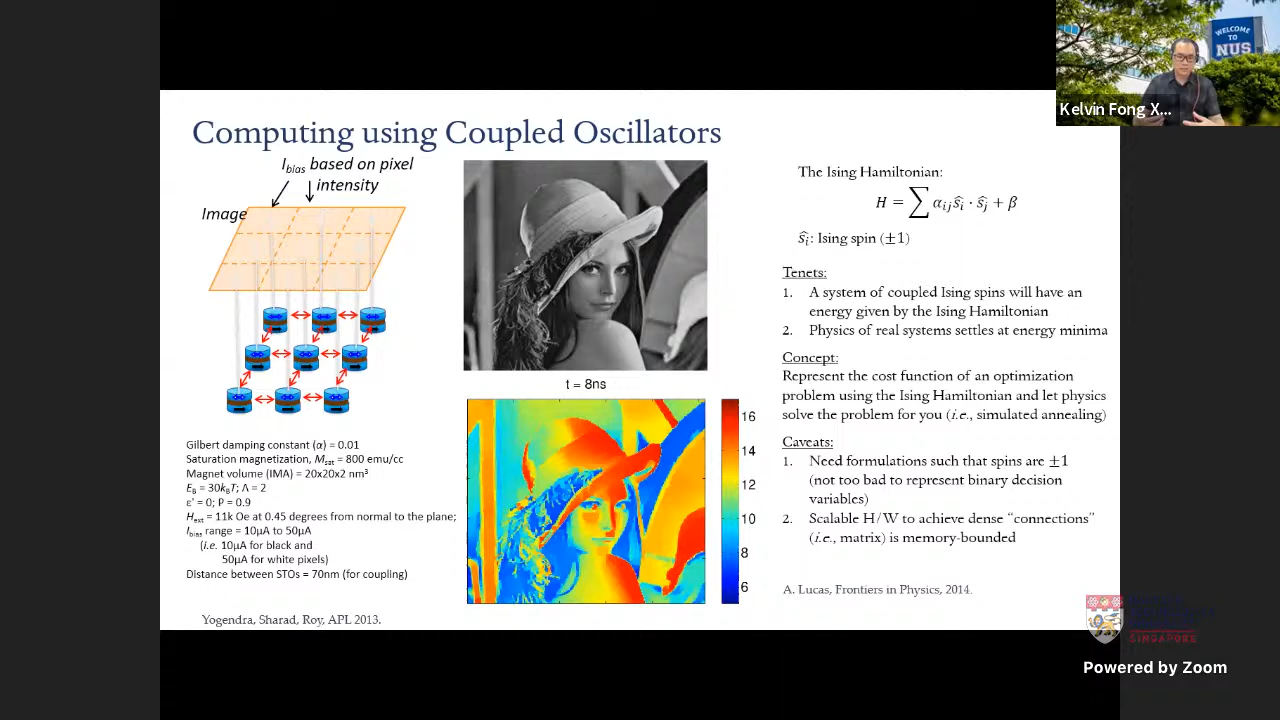 WELCOME
TO
NUS
Kelvin Fong X...
Computing using Coupled Oscillators
I_bias based on pixel
intensity
Image
Gilbert damping constant (α) = 0.01
Saturation magnetization, M_sat = 800 emu/cc
Magnet volume (IMA) = 20x20x2 nm³
E_B = 30k_BT; Λ = 2
ε' = 0; P = 0.9
H_ext = 11k Oe at 0.45 degrees from normal to the plane;
I_bias range = 10µA to 50µA
(i.e. 10µA for black and
50µA for white pixels)
Distance between STOs = 70nm (for coupling)
Yogendra, Sharad, Roy, APL 2013.
t = 8ns
16
14
12
10
8
6
The Ising Hamiltonian:
H = ∑ α_ij ŝ_i · ŝ_j + β
ŝ_i: Ising spin (±1)
Tenets:
1. A system of coupled Ising spins will have an
energy given by the Ising Hamiltonian
2. Physics of real systems settles at energy minima
Concept:
Represent the cost function of an optimization
problem using the Ising Hamiltonian and let physics
solve the problem for you (i.e., simulated annealing)
Caveats:
1. Need formulations such that spins are ±1
(not too bad to represent binary decision
variables)
2. Scalable H/W to achieve dense “connections”
(i.e., matrix) is memory-bounded
A. Lucas, Frontiers in Physics, 2014.
SINGAPORE
Powered by Zoom